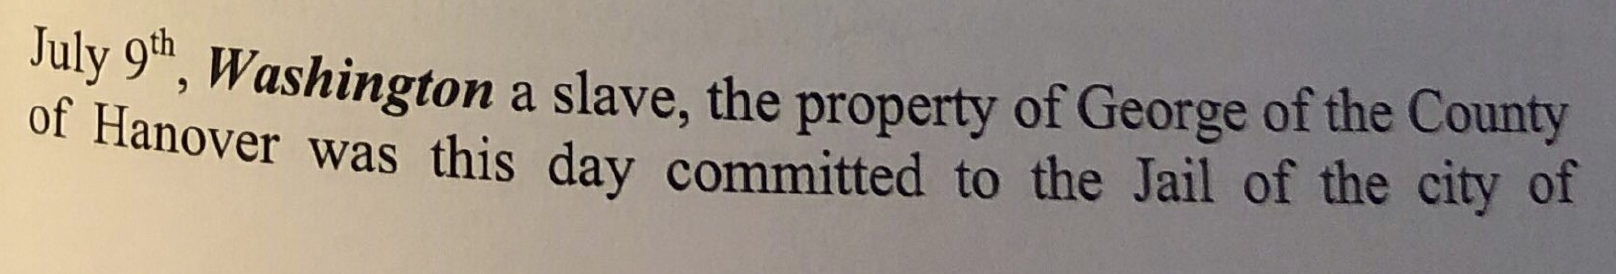 July 9th, Washington a slave, the property of George of the County
of Hanover was this day committed to the Jail of the city of